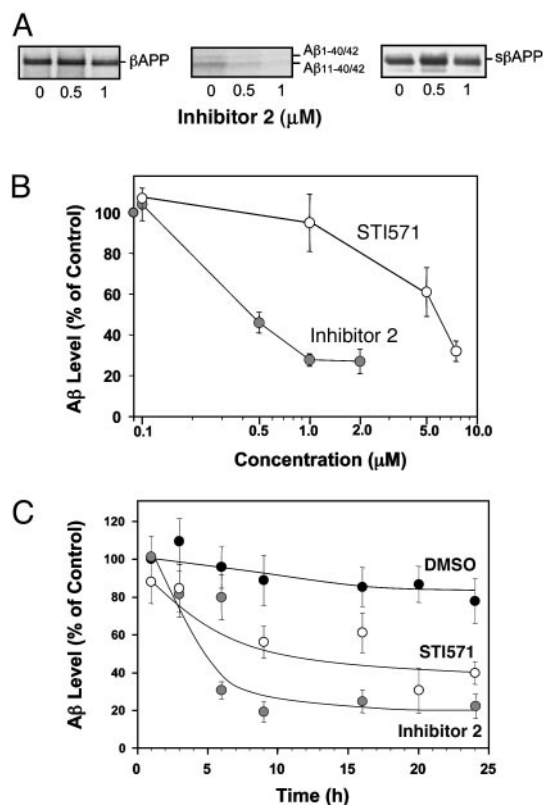 A
βAPP
Aβ1-40/42
Aβ11-40/42
sβAPP
0 0.5 1
0 0.5 1
0 0.5 1
Inhibitor 2 (μM)
B
Aβ Level (% of Control)
100
80
60
40
20
0
STI571
Inhibitor 2
0.1 0.5 1.0 2.0 5.0 10.0
Concentration (μM)
C
Aβ Level (% of Control)
120
100
80
60
40
20
0
DMSO
STI571
Inhibitor 2
0 5 10 15 20 25
Time (h)